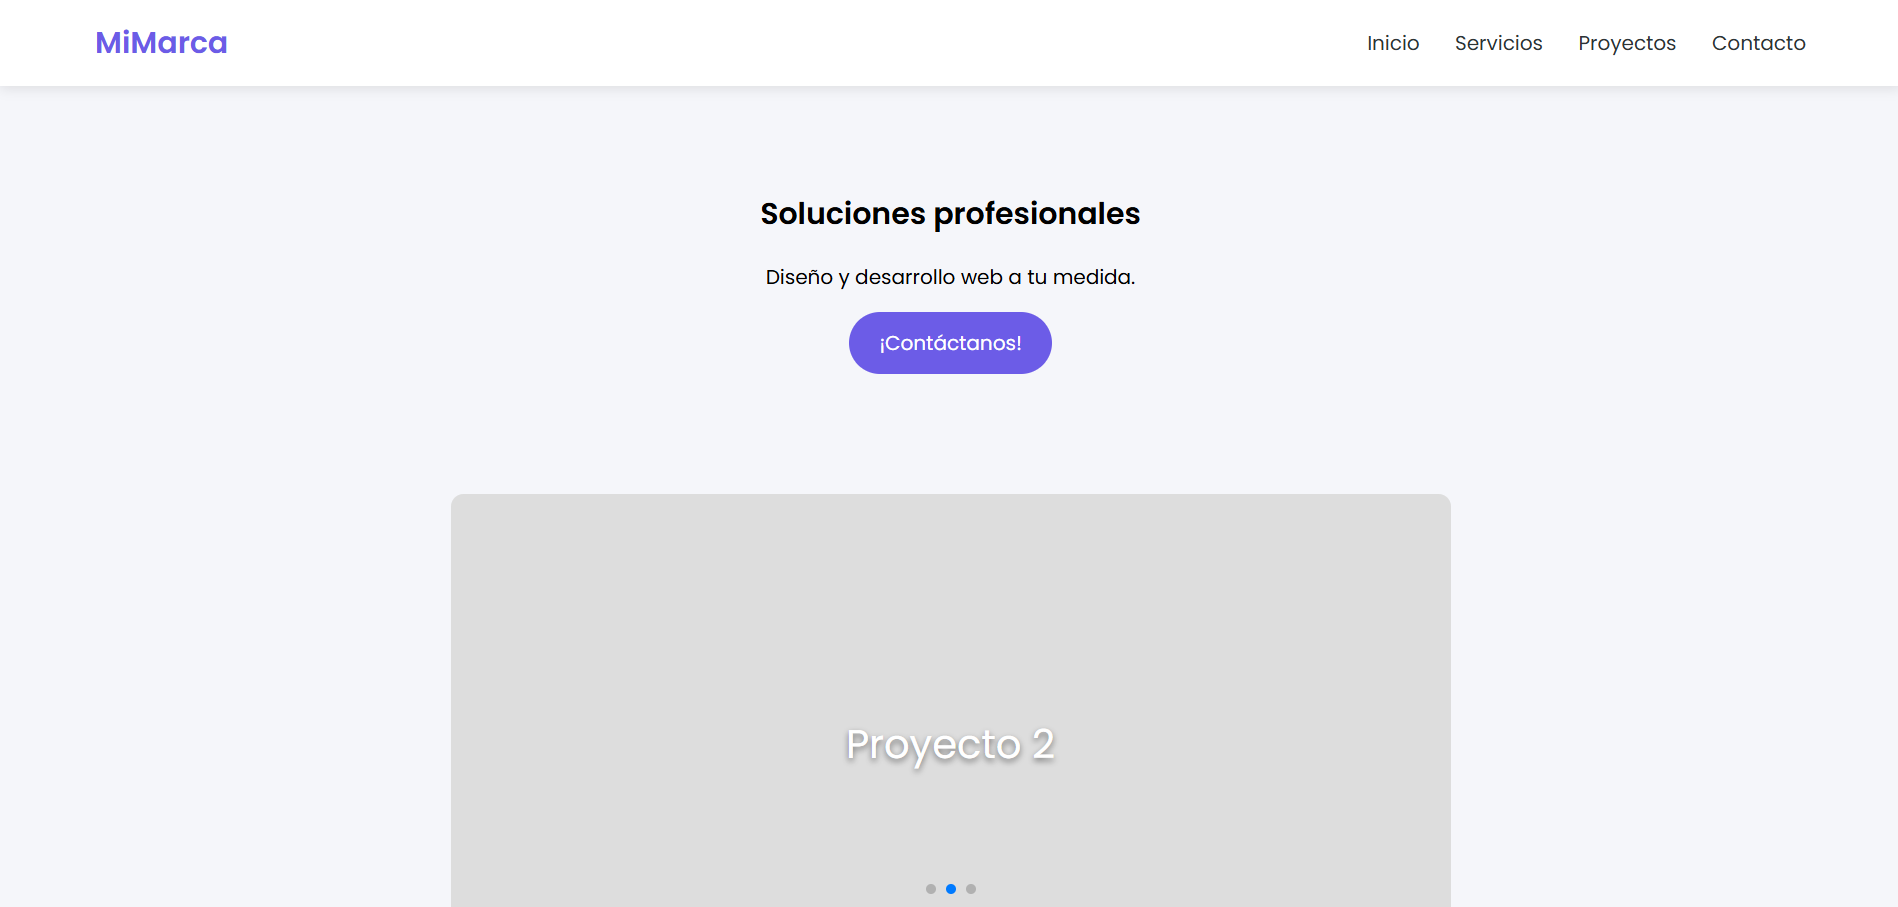 MiMarca
Inicio Servicios Proyectos Contacto
Soluciones profesionales
Diseño y desarrollo web a tu medida.
¡Contáctanos!
Proyecto 2